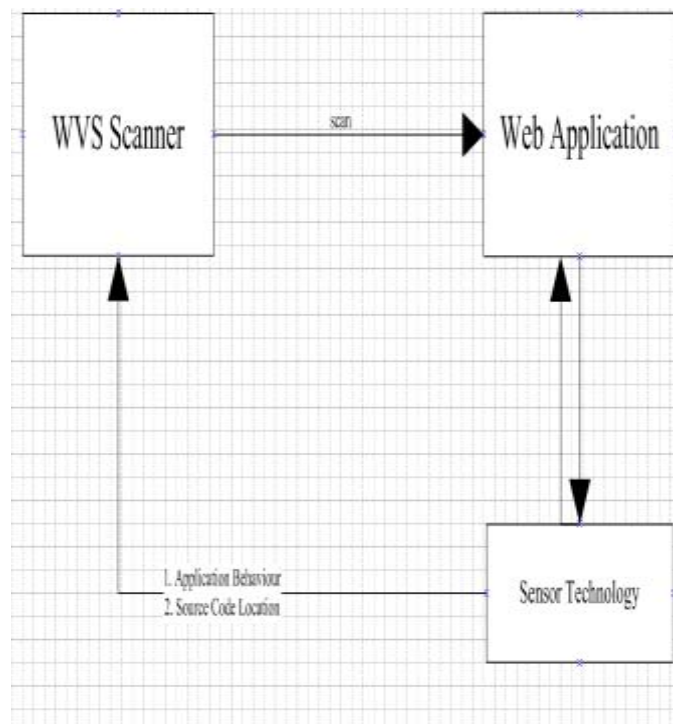 WVS Scanner
scan
Web Application
1. Application Behaviour
2. Source Code Location
Sensor Technology